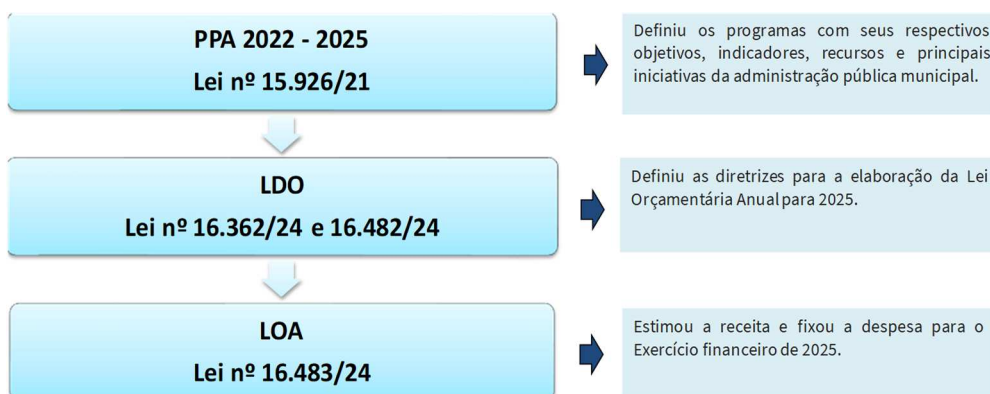 PPA 2022 - 2025
Lei nº 15.926/21
Definiu os programas com seus respectivos
objetivos, indicadores, recursos e principais
iniciativas da administração pública municipal.
LDO
Lei nº 16.362/24 e 16.482/24
Definiu as diretrizes para a elaboração da Lei
Orçamentária Anual para 2025.
LOA
Lei nº 16.483/24
Estimou a receita e fixou a despesa para o
Exercício financeiro de 2025.